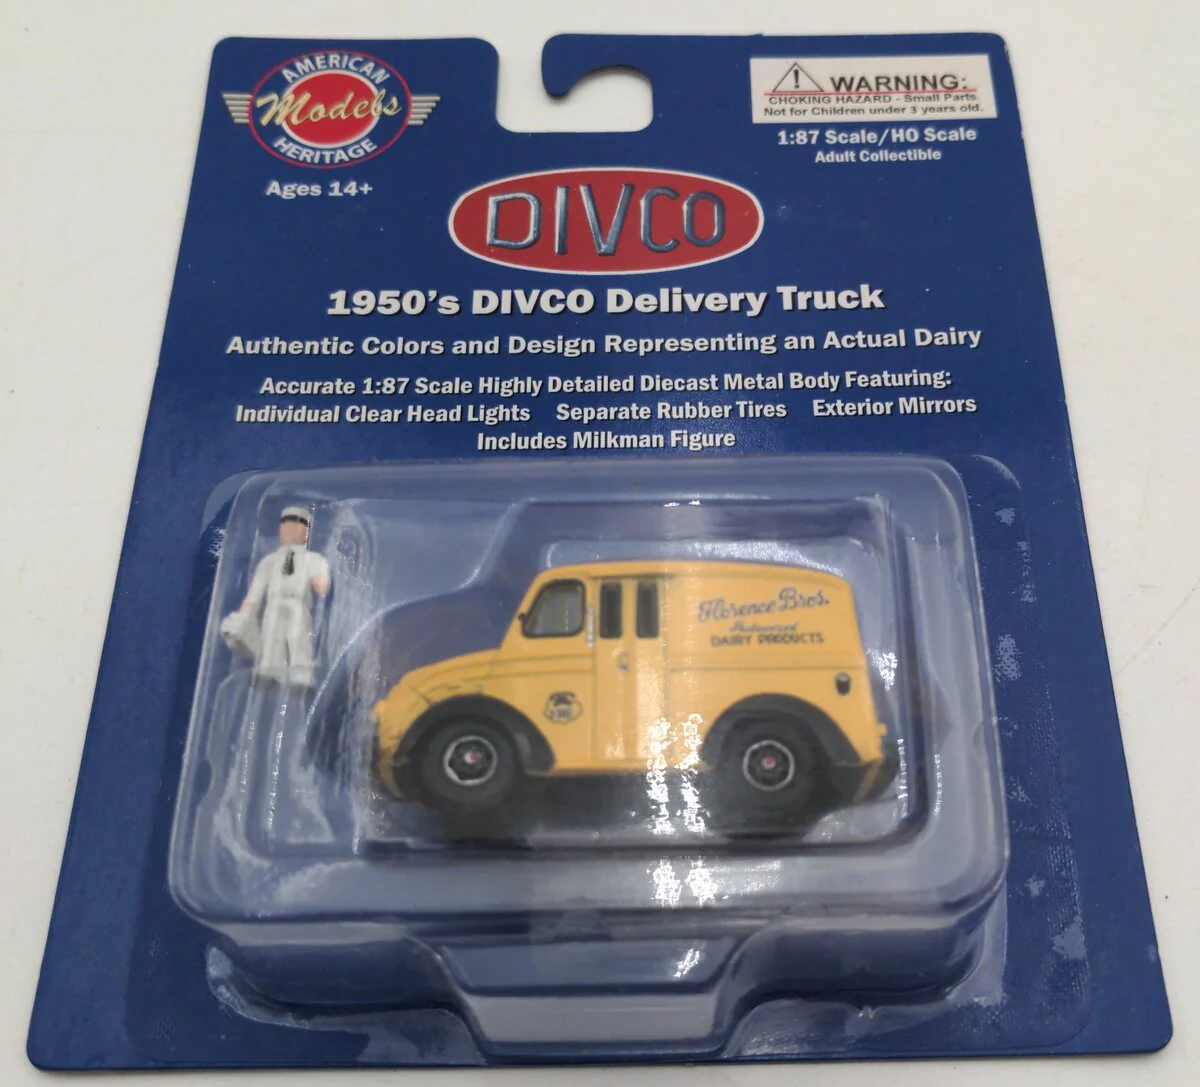 AMERICAN
Models
HERITAGE
Ages 14+
WARNING:
CHOKING HAZARD - Small Parts.
Not for Children under 3 years old.
1:87 Scale/HO Scale
Adult Collectible
DIVCO
1950's DIVCO Delivery Truck
Authentic Colors and Design Representing an Actual Dairy
Accurate 1:87 Scale Highly Detailed Diecast Metal Body Featuring:
Individual Clear Head Lights Separate Rubber Tires Exterior Mirrors
Includes Milkman Figure
Florence Bros.
DAIRY PRODUCTS